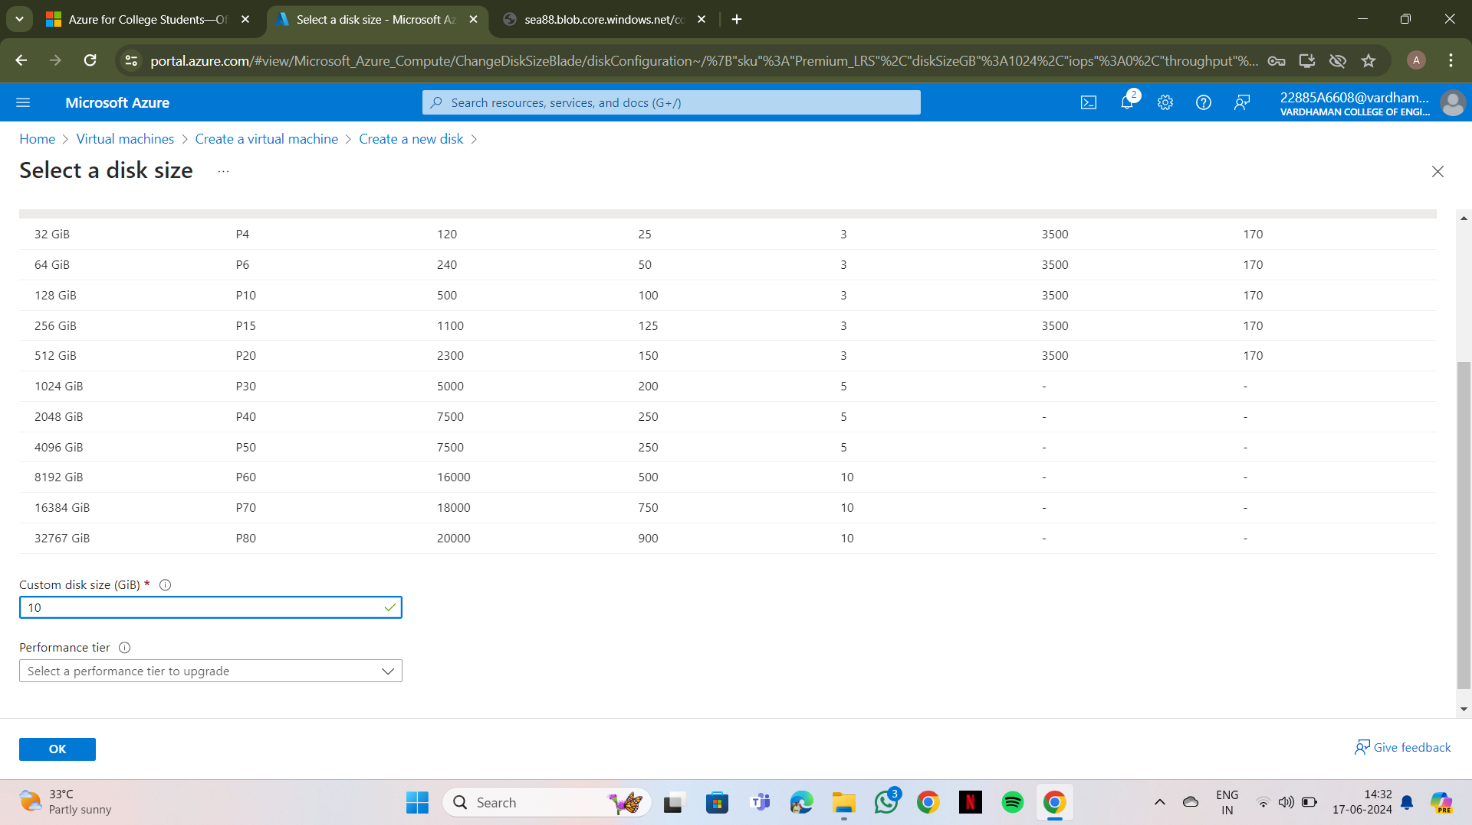 Azure for College Students—Of
Select a disk size - Microsoft Az
sea88.blob.core.windows.net/co
portal.azure.com/#view/Microsoft_Azure_Compute/ChangeDiskSizeBlade/diskConfiguration~/%7B"sku"%3A"Premium_LRS"%2C"diskSizeGB"%3A1024%2C"iops"%3A0%2C"throughput"%...
A
Microsoft Azure
Search resources, services, and docs (G+/)
2
22885A6608@vardham...
VARDHAMAN COLLEGE OF ENGI...
Home > Virtual machines > Create a virtual machine > Create a new disk >
Select a disk size ...
32 GiB P4 120 25 3 3500 170
64 GiB P6 240 50 3 3500 170
128 GiB P10 500 100 3 3500 170
256 GiB P15 1100 125 3 3500 170
512 GiB P20 2300 150 3 3500 170
1024 GiB P30 5000 200 5 - -
2048 GiB P40 7500 250 5 - -
4096 GiB P50 7500 250 5 - -
8192 GiB P60 16000 500 10 - -
16384 GiB P70 18000 750 10 - -
32767 GiB P80 20000 900 10 - -
Custom disk size (GiB) *
10
Performance tier
Select a performance tier to upgrade
OK
Give feedback
33°C
Partly sunny
Search
3
N
ENG
IN
14:32
17-06-2024
PRE